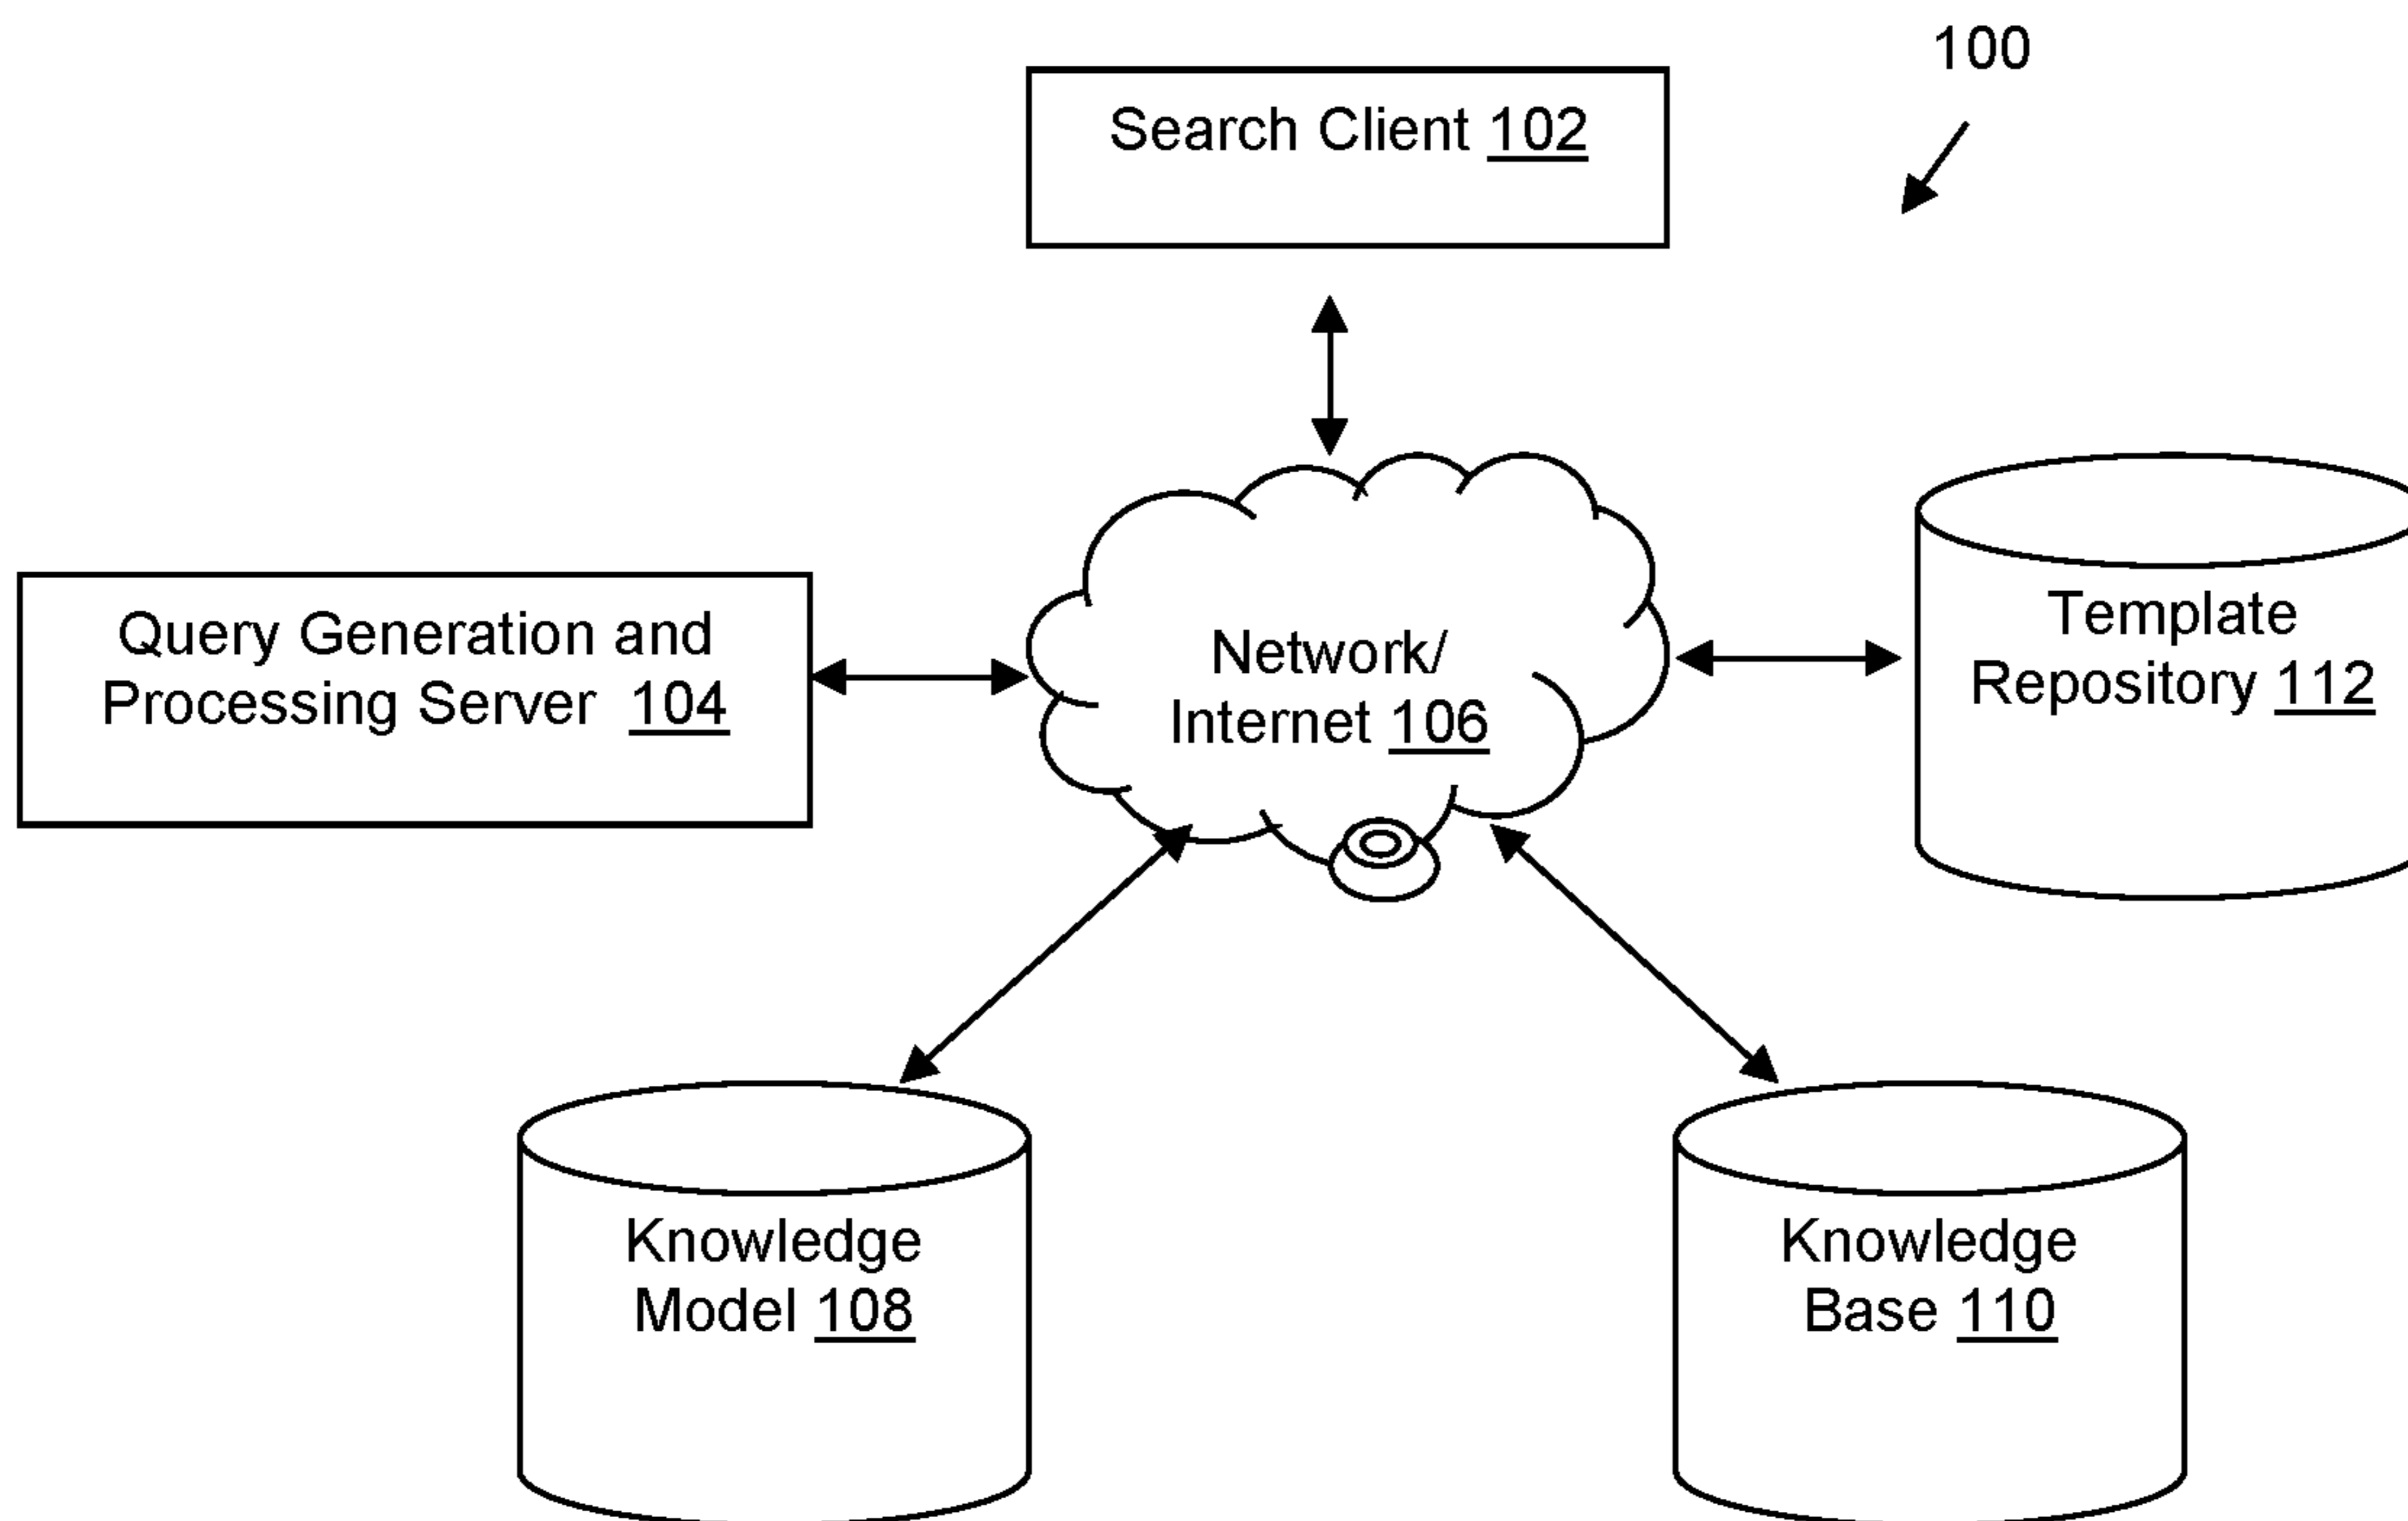 100
Search Client 102
Query Generation and
Processing Server 104
Network/
Internet 106
Template
Repository 112
Knowledge
Model 108
Knowledge
Base 110